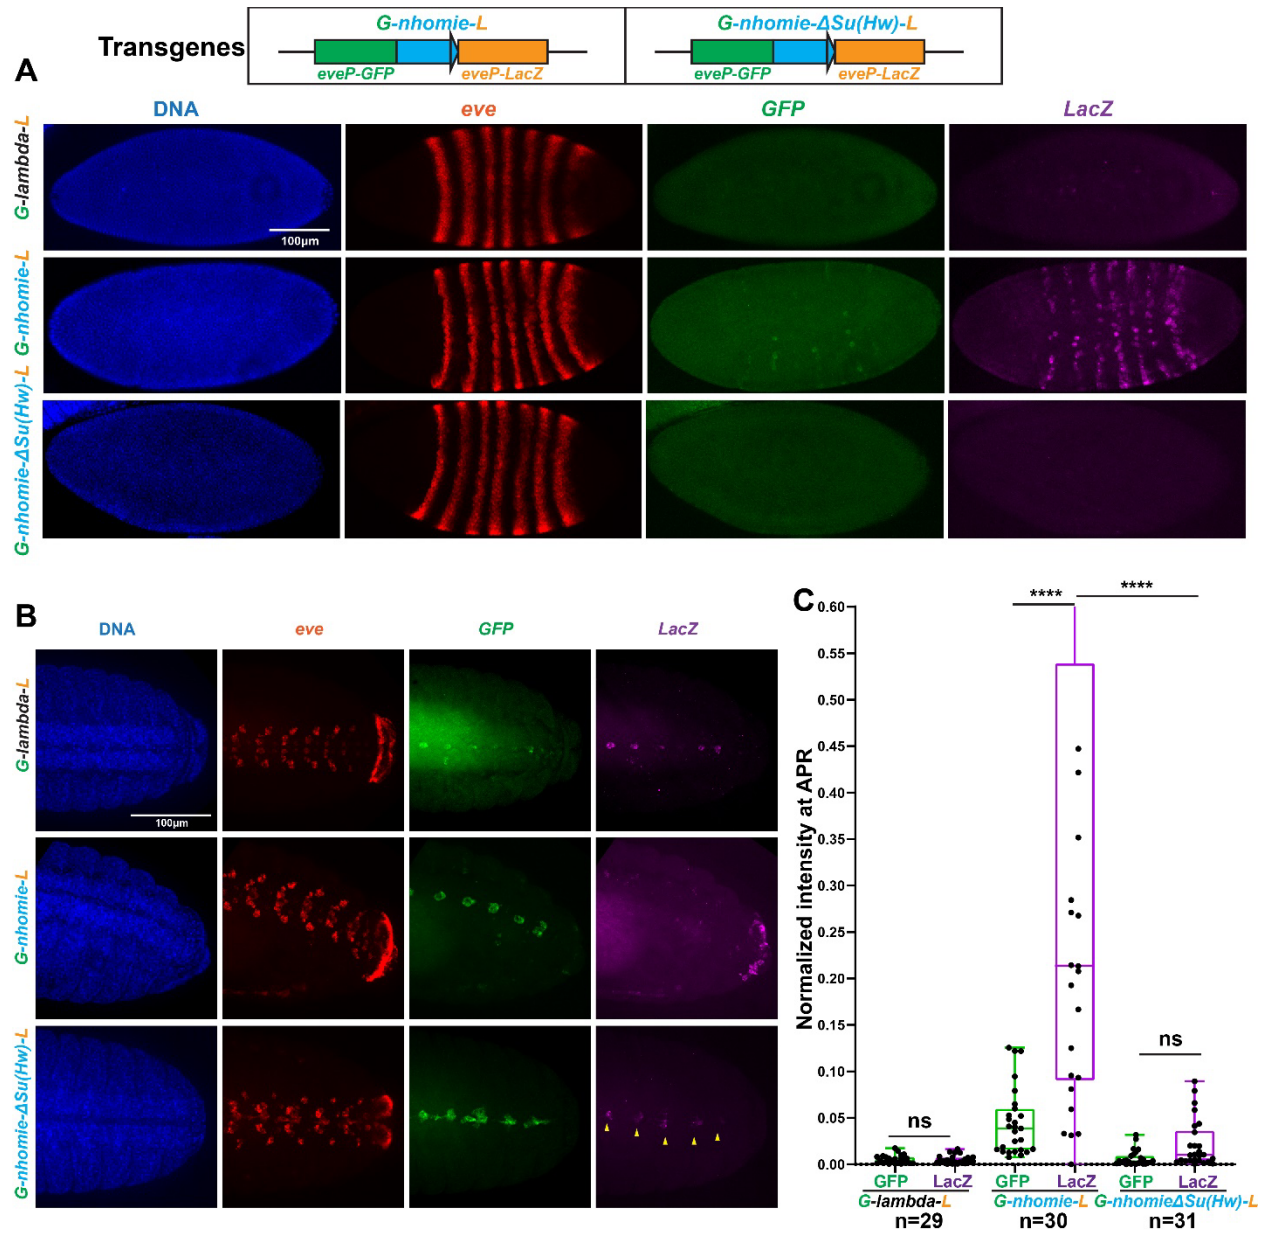 Transgenes
G-nhomie-L
G-nhomie-ΔSu(Hw)-L
eveP-GFP
eveP-LacZ
eveP-GFP
eveP-LacZ
A
DNA
eve
GFP
LacZ
G-lambda-L
100µm
G-nhomie-L
G-nhomie-ΔSu(Hw)-L
B
DNA
eve
GFP
LacZ
G-lambda-L
100µm
G-nhomie-L
G-nhomie-ΔSu(Hw)-L
C
Normalized intensity at APR
0.60
0.55
0.50
0.45
0.40
0.35
0.30
0.25
0.20
0.15
0.10
0.05
0.00
****
****
ns
ns
GFP LacZ GFP LacZ GFP LacZ
G-lambda-L G-nhomie-L G-nhomieΔSu(Hw)-L
n=29 n=30 n=31